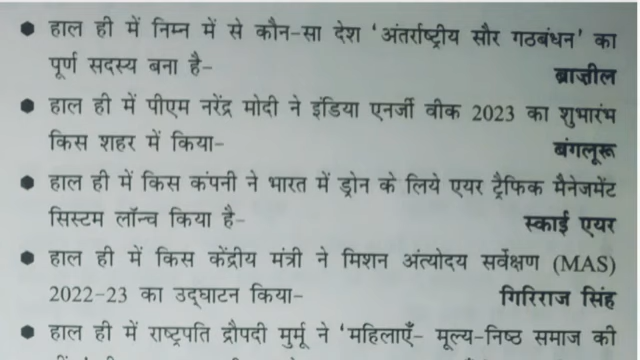 ● हाल ही में निम्न में से कौन-सा देश ‘अंतर्राष्ट्रीय सौर गठबंधन’ का
पूर्ण सदस्य बना है- ब्राज़ील
● हाल ही में पीएम नरेंद्र मोदी ने इंडिया एनर्जी वीक 2023 का शुभारंभ
किस शहर में किया- बंगलूरू
● हाल ही में किस कंपनी ने भारत में ड्रोन के लिये एयर ट्रैफिक मैनेजमेंट
सिस्टम लॉन्च किया है- स्काई एयर
● हाल ही में किस केंद्रीय मंत्री ने मिशन अंत्योदय सर्वेक्षण (MAS)
2022-23 का उद्घाटन किया- गिरिराज सिंह
● हाल ही में राष्ट्रपति द्रौपदी मुर्मू ने ‘महिलाएँ- मूल्य-निष्ठ समाज की